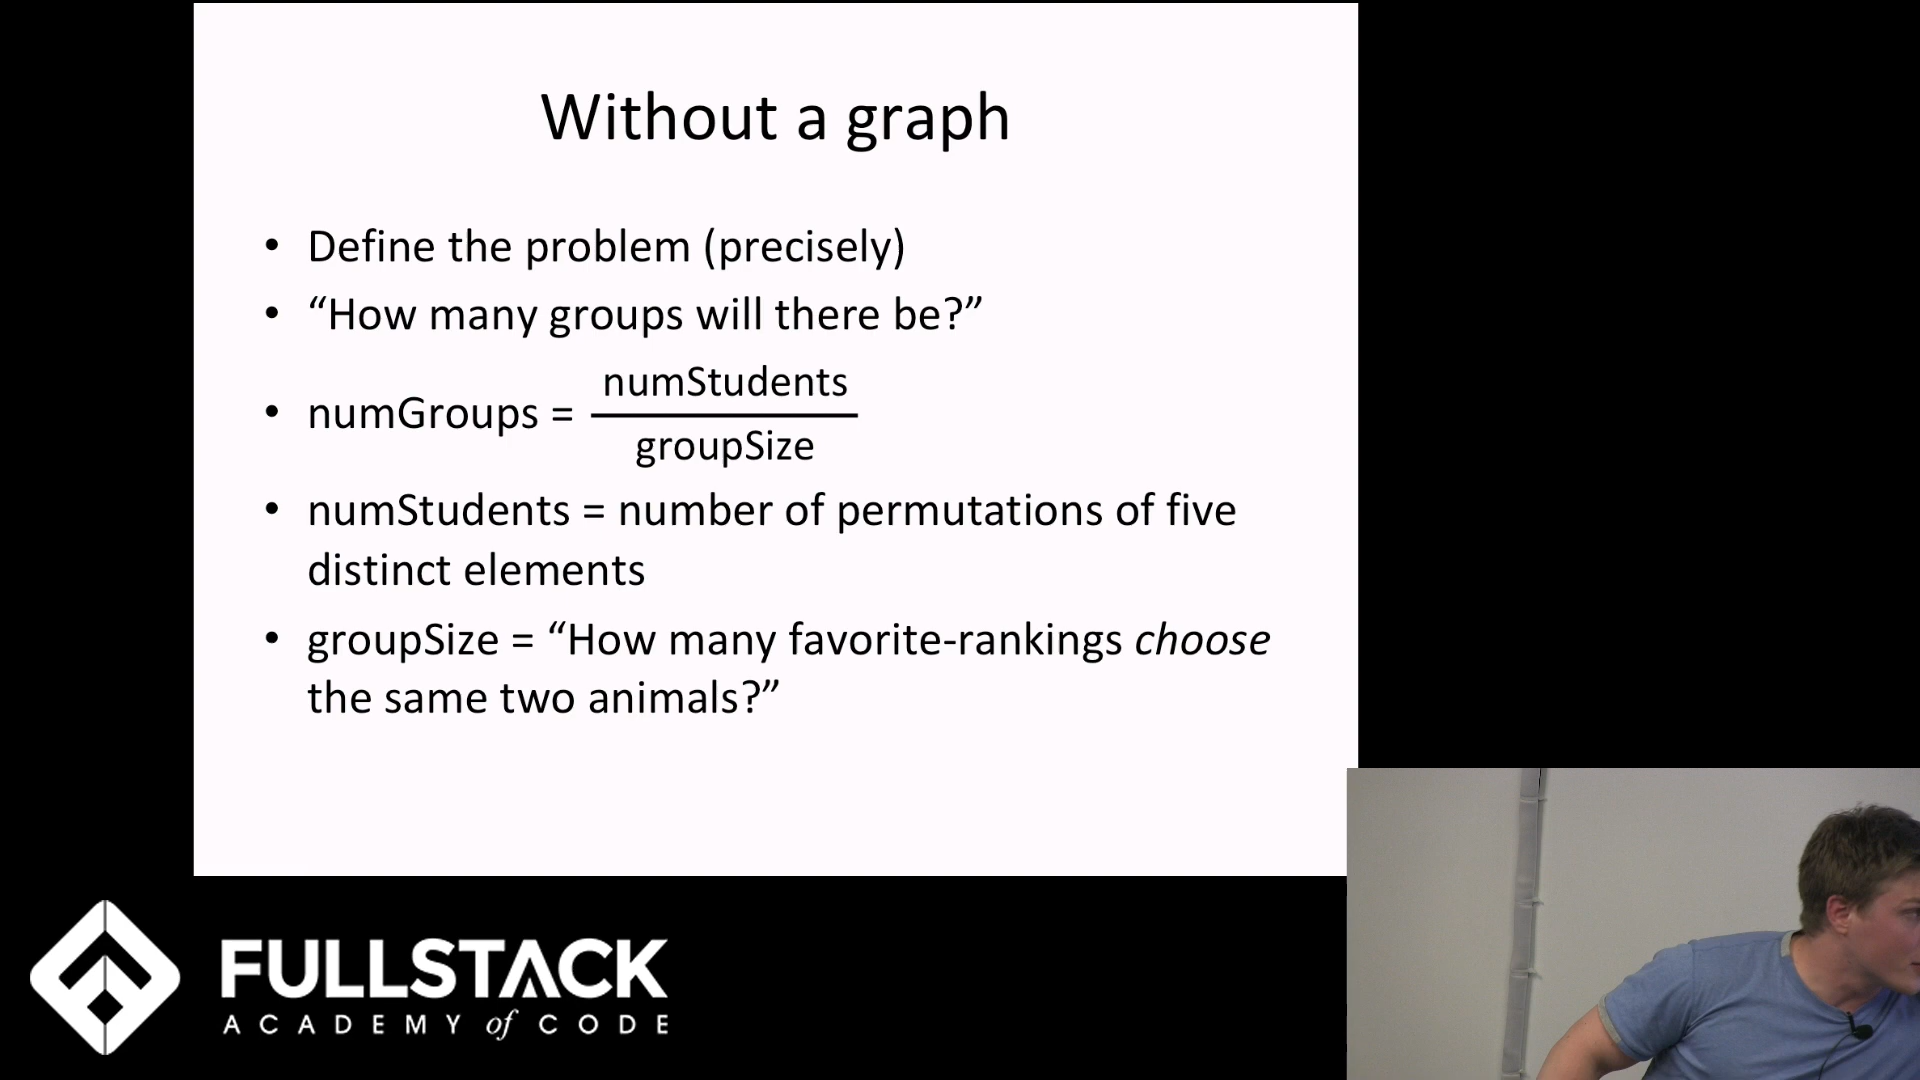 Without a graph
• Define the problem (precisely)
• “How many groups will there be?”
• numGroups = numStudents
groupSize
• numStudents = number of permutations of five
distinct elements
• groupSize = “How many favorite-rankings choose
the same two animals?”
FULLSTACK
ACADEMY of CODE